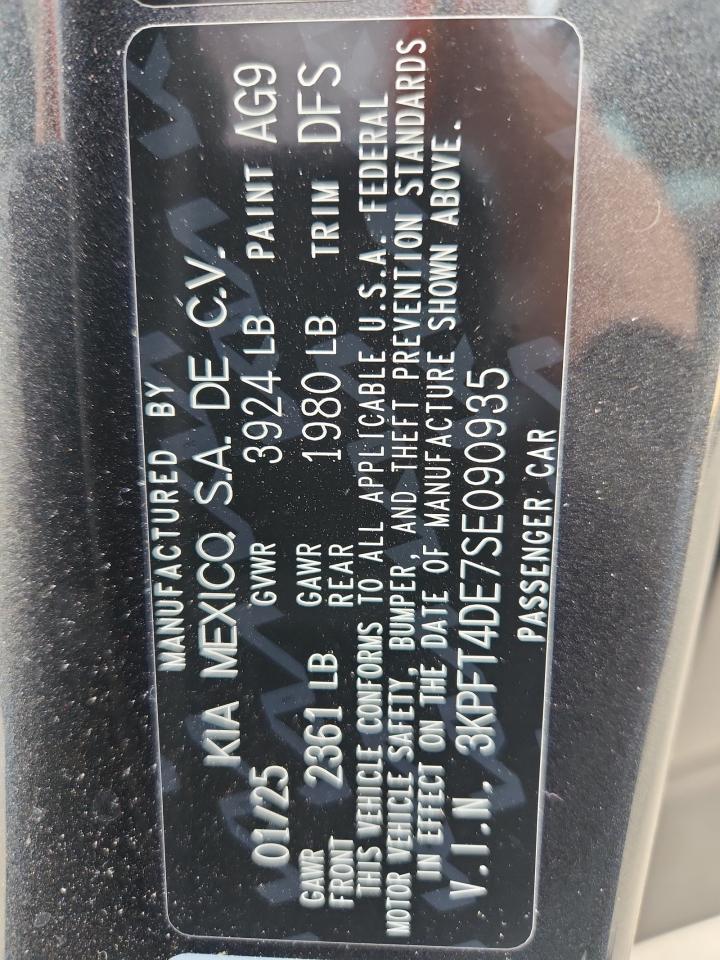 MANUFACTURED BY
KIA MEXICO, S.A. DE C.V.
01/25 GVWR 3924 LB PAINT AG9
GAWR FRONT 2361 LB GAWR REAR 1980 LB TRIM DFS
THIS VEHICLE CONFORMS TO ALL APPLICABLE U.S.A. FEDERAL
MOTOR VEHICLE SAFETY, BUMPER, AND THEFT PREVENTION STANDARDS
IN EFFECT ON THE DATE OF MANUFACTURE SHOWN ABOVE.
V.I.N. 3KPFT4DE7SE090935
PASSENGER CAR